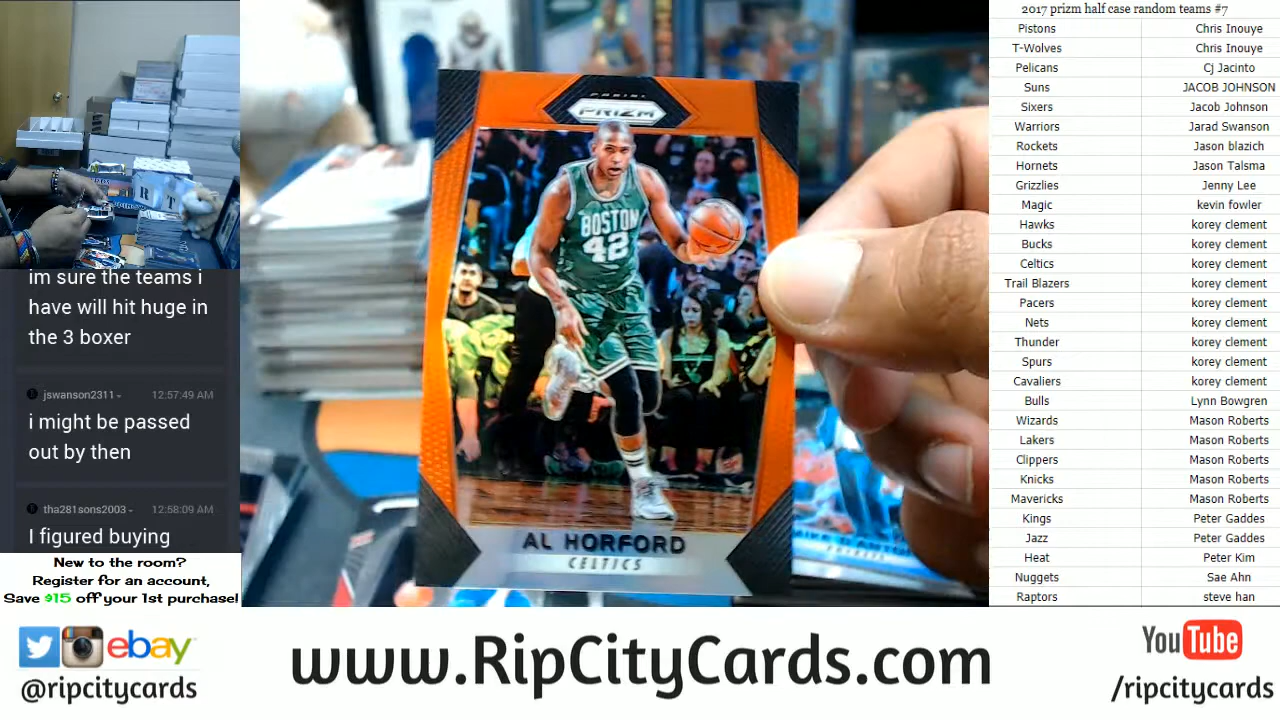 im sure the teams i
have will hit huge in
the 3 boxer
jswanson2311
12:57:49 AM
i might be passed
out by then
tha281sons2003
12:58:09 AM
I figured buying
New to the room?
Register for an account,
Save $15 off your 1st purchase!
PANINI
PRIZM
BOSTON
42
AL HORFORD
CELTICS
R
T
2017 prizm half case random teams #7
Pistons Chris Inouye
T-Wolves Chris Inouye
Pelicans Cj Jacinto
Suns JACOB JOHNSON
Sixers Jacob Johnson
Warriors Jarad Swanson
Rockets Jason blazich
Hornets Jason Talsma
Grizzlies Jenny Lee
Magic kevin fowler
Hawks korey clement
Bucks korey clement
Celtics korey clement
Trail Blazers korey clement
Pacers korey clement
Nets korey clement
Thunder korey clement
Spurs korey clement
Cavaliers korey clement
Bulls Lynn Bowgren
Wizards Mason Roberts
Lakers Mason Roberts
Clippers Mason Roberts
Knicks Mason Roberts
Mavericks Mason Roberts
Kings Peter Gaddes
Jazz Peter Gaddes
Heat Peter Kim
Nuggets Sae Ahn
Raptors steve han
ebay
@ripcitycards
www.RipCityCards.com
YouTube
/ripcitycards